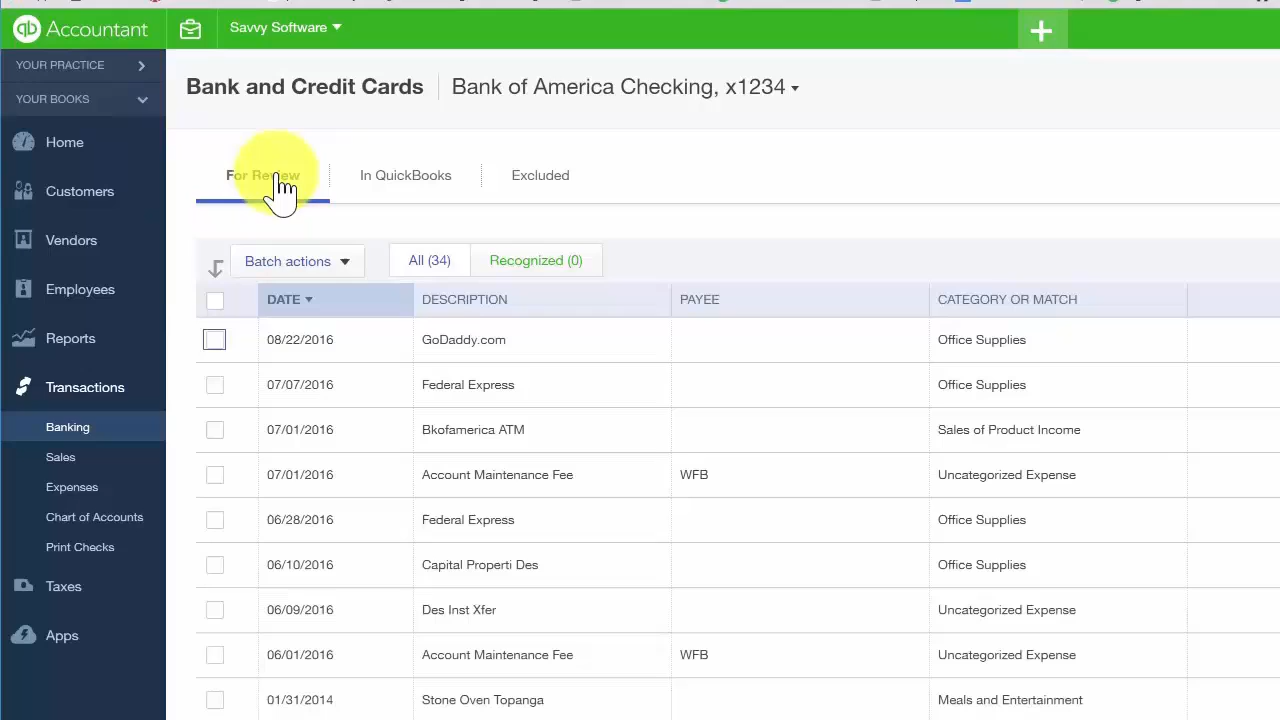 qb Accountant
Savvy Software
YOUR PRACTICE
YOUR BOOKS
Home
Customers
Vendors
Employees
Reports
Transactions
Banking
Sales
Expenses
Chart of Accounts
Print Checks
Taxes
Apps
Bank and Credit Cards
Bank of America Checking, x1234
For Review In QuickBooks Excluded
Batch actions All (34) Recognized (0)
DATE DESCRIPTION PAYEE CATEGORY OR MATCH
08/22/2016 GoDaddy.com Office Supplies
07/07/2016 Federal Express Office Supplies
07/01/2016 Bkofamerica ATM Sales of Product Income
07/01/2016 Account Maintenance Fee WFB Uncategorized Expense
06/28/2016 Federal Express Office Supplies
06/10/2016 Capital Properti Des Office Supplies
06/09/2016 Des Inst Xfer Uncategorized Expense
06/01/2016 Account Maintenance Fee WFB Uncategorized Expense
01/31/2014 Stone Oven Topanga Meals and Entertainment